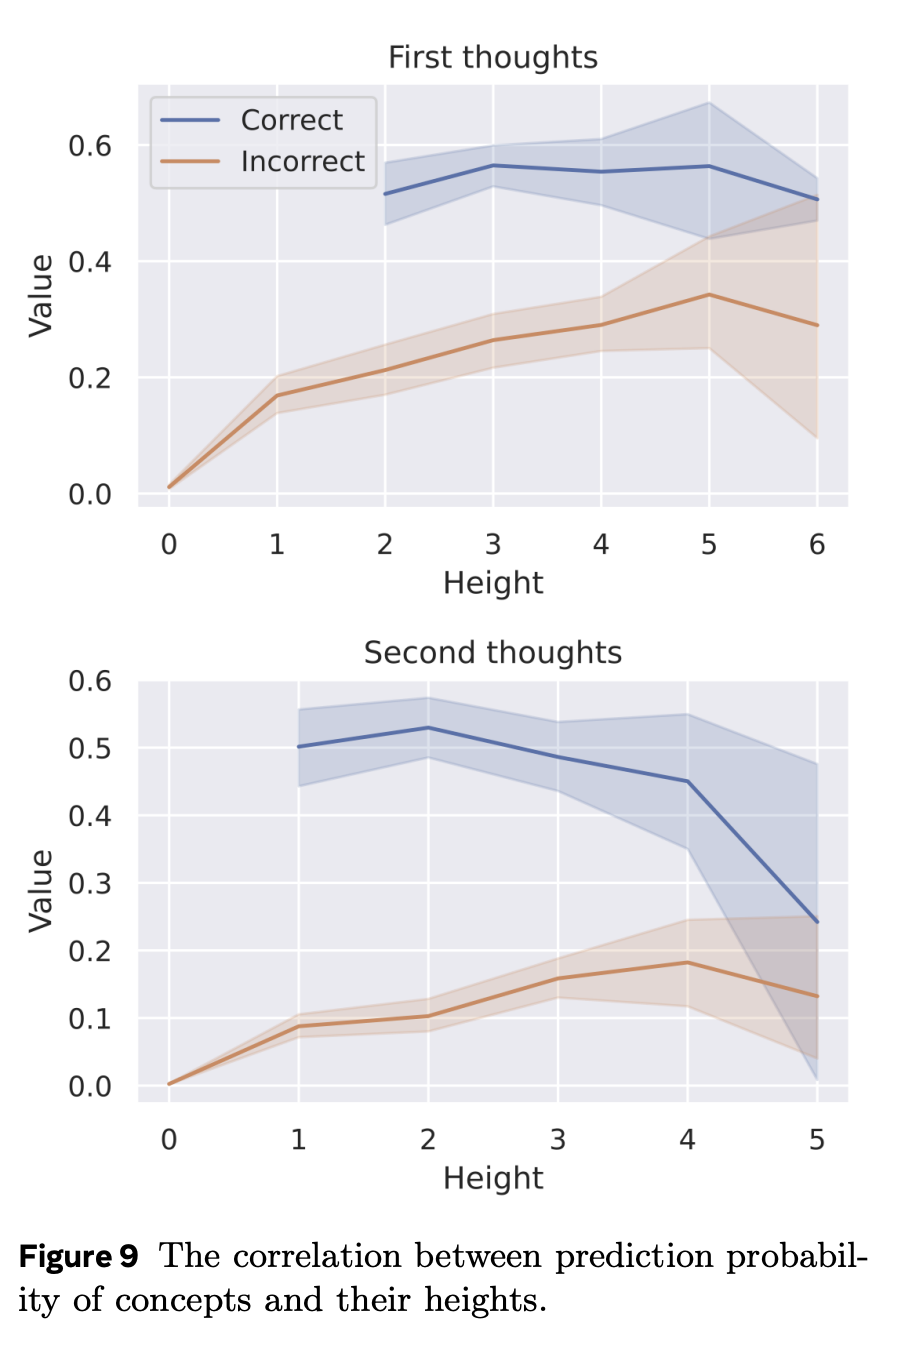 First thoughts
Correct
Incorrect
0.6
0.4
0.2
0.0
Value
0 1 2 3 4 5 6
Height
Second thoughts
0.6
0.5
0.4
0.3
0.2
0.1
0.0
Value
0 1 2 3 4 5
Height
Figure 9 The correlation between prediction probabil-
ity of concepts and their heights.